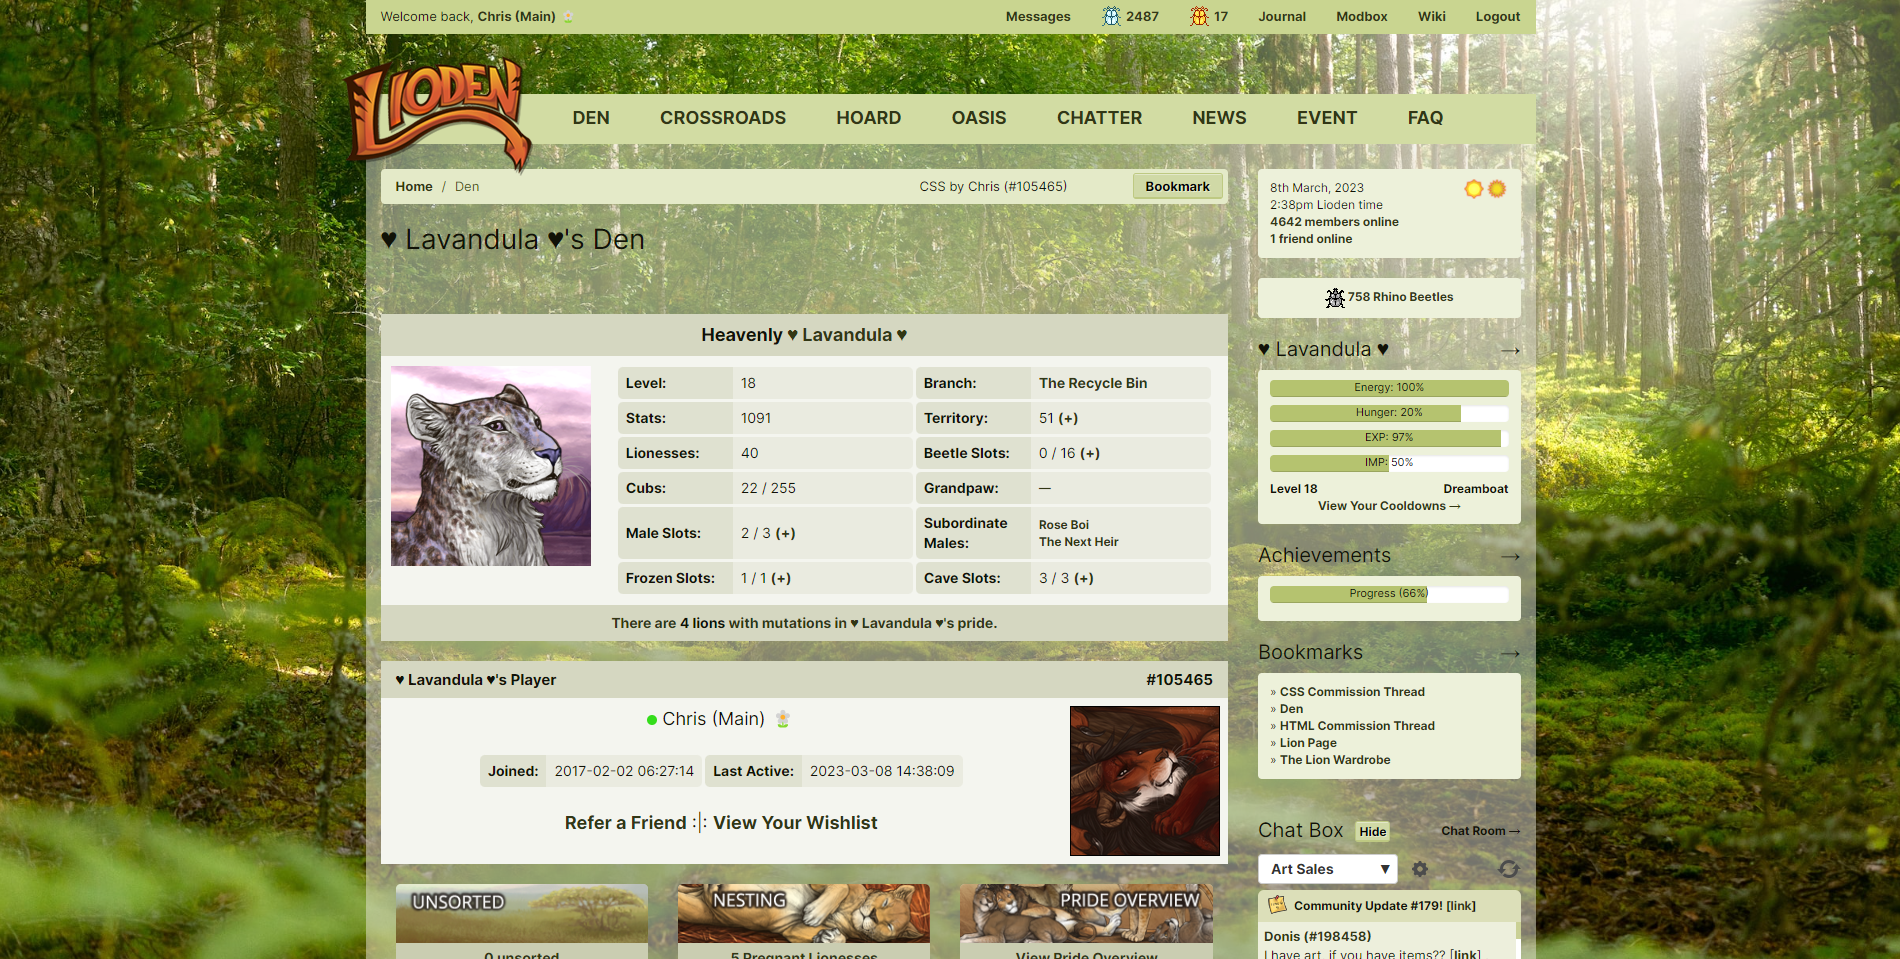 Welcome back, Chris (Main)
Messages
2487
17
Journal
Modbox
Wiki
Logout
LIODEN
DEN
CROSSROADS
HOARD
OASIS
CHATTER
NEWS
EVENT
FAQ
Home / Den
CSS by Chris (#105465)
Bookmark
♥ Lavandula ♥'s Den
Heavenly ♥ Lavandula ♥
Level: 18
Branch: The Recycle Bin
Stats: 1091
Territory: 51 (+)
Lionesses: 40
Beetle Slots: 0 / 16 (+)
Cubs: 22 / 255
Grandpaw: —
Male Slots: 2 / 3 (+)
Subordinate
Males:
Rose Boi
The Next Heir
Frozen Slots: 1 / 1 (+)
Cave Slots: 3 / 3 (+)
There are 4 lions with mutations in ♥ Lavandula ♥'s pride.
♥ Lavandula ♥'s Player
#105465
Chris (Main)
Joined: 2017-02-02 06:27:14
Last Active: 2023-03-08 14:38:09
Refer a Friend :|: View Your Wishlist
UNSORTED
NESTING
PRIDE OVERVIEW
0 unsorted
5 Pregnant Lionesses
View Pride Overview
8th March, 2023
2:38pm Lioden time
4642 members online
1 friend online
758 Rhino Beetles
♥ Lavandula ♥ →
Energy: 100%
Hunger: 20%
EXP: 97%
IMP: 50%
Level 18
Dreamboat
View Your Cooldowns →
Achievements →
Progress (66%)
Bookmarks →
» CSS Commission Thread
» Den
» HTML Commission Thread
» Lion Page
» The Lion Wardrobe
Chat Box
Hide
Chat Room →
Art Sales ▼
Community Update #179! [link]
Donis (#198458)
I have art, if you have items?? [link]